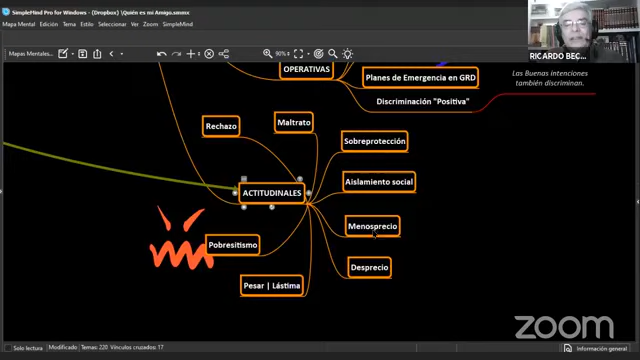 SimpleMind Pro for Windows - (Dropbox) \Quién es mi Amigo.smmx
Mapa Mental Edición Tema Estilo Seleccionar Ver Zoom SimpleMind
Mapas Mentales... 80%
RICARDO BEC...
OPERATIVAS
Planes de Emergencia en GRD
Las Buenas intenciones
también discriminan.
Discriminación "Positiva"
Rechazo
Maltrato
Sobreprotección
Aislamiento social
ACTITUDINALES
Menosprecio
Pobresitismo
Desprecio
Pesar | Lástima
zoom
Solo lectura Modificado Temas: 220. Vínculos cruzados: 17 Información general